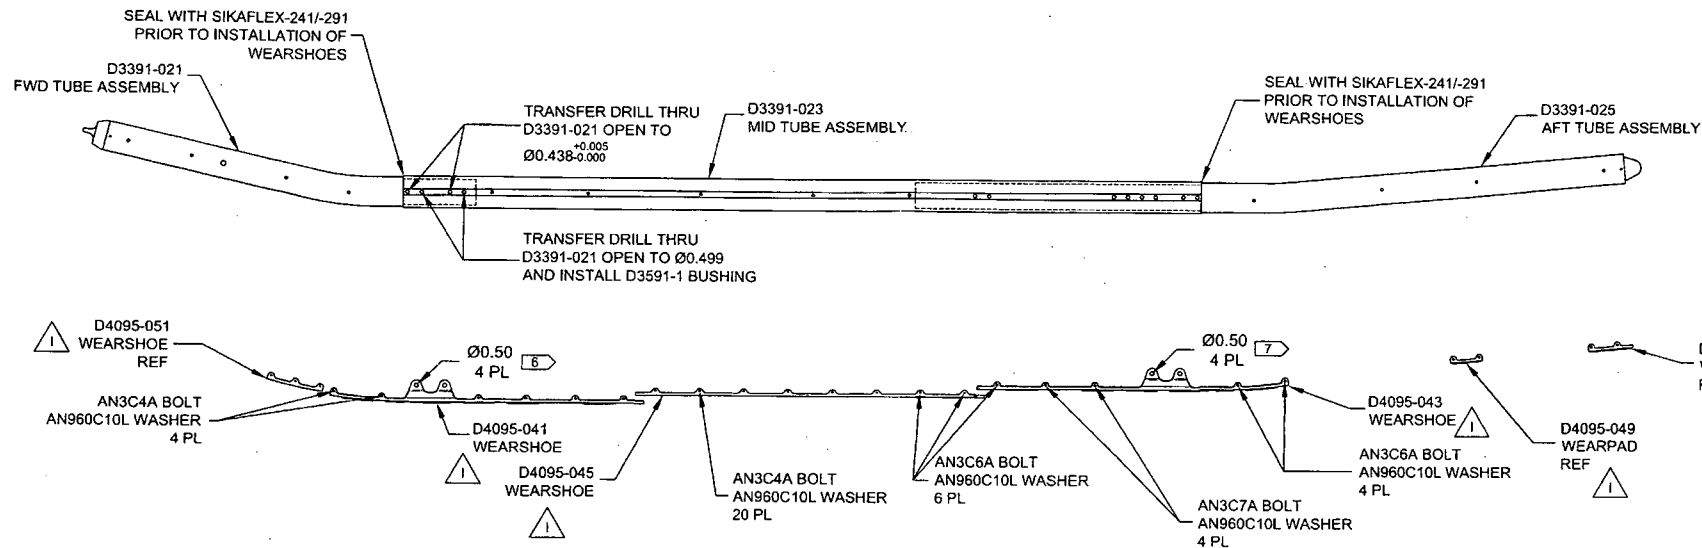 SEAL WITH SIKAFLEX-241/-291
PRIOR TO INSTALLATION OF
WEARSHOES
D3391-021
FWD TUBE ASSEMBLY
TRANSFER DRILL THRU
D3391-021 OPEN TO
Ø0.438 +0.005 -0.000
D3391-023
MID TUBE ASSEMBLY
SEAL WITH SIKAFLEX-241/-291
PRIOR TO INSTALLATION OF
WEARSHOES
D3391-025
AFT TUBE ASSEMBLY
TRANSFER DRILL THRU
D3391-021 OPEN TO Ø0.499
AND INSTALL D3591-1 BUSHING
1
D4095-051
WEARSHOE
REF
Ø0.50
4 PL
6
AN3C4A BOLT
AN960C10L WASHER
4 PL
D4095-041
WEARSHOE
1
D4095-045
WEARSHOE
1
AN3C4A BOLT
AN960C10L WASHER
20 PL
AN3C6A BOLT
AN960C10L WASHER
6 PL
Ø0.50
4 PL
7
AN3C7A BOLT
AN960C10L WASHER
4 PL
D4095-043
WEARSHOE
1
AN3C6A BOLT
AN960C10L WASHER
4 PL
D4095-049
WEARPAD
REF
1